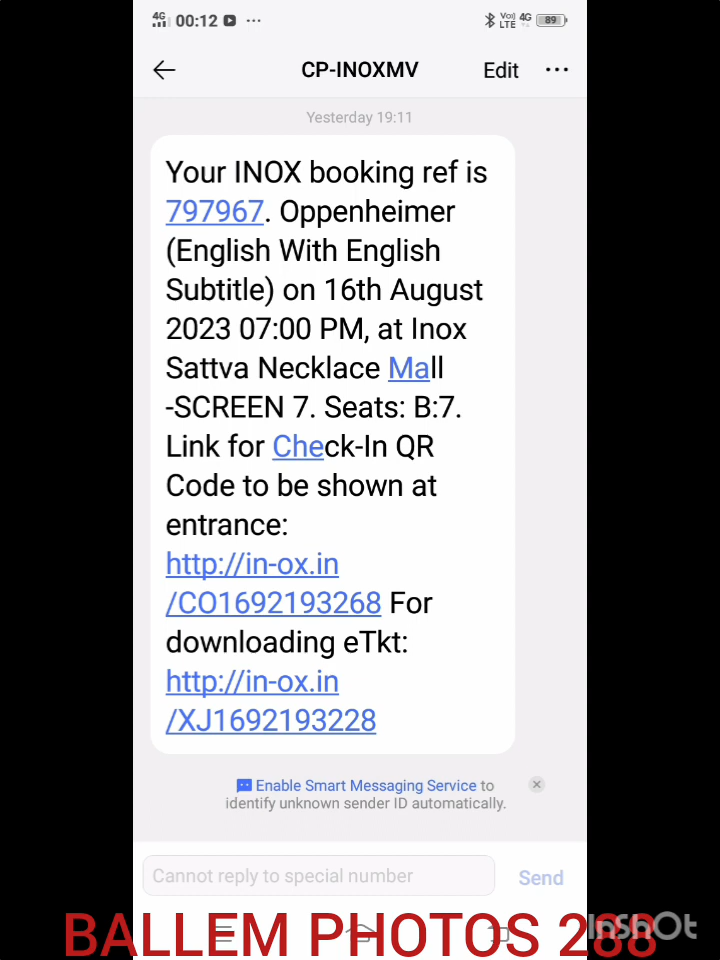 4G 00:12 ...
Vo)) LTE 4G 89
CP-INOXMV Edit ...
Yesterday 19:11
Your INOX booking ref is
797967. Oppenheimer
(English With English
Subtitle) on 16th August
2023 07:00 PM, at Inox
Sattva Necklace Mall
-SCREEN 7. Seats: B:7.
Link for Check-In QR
Code to be shown at
entrance:
http://in-ox.in
/CO1692193268 For
downloading eTkt:
http://in-ox.in
/XJ1692193228
Enable Smart Messaging Service to
identify unknown sender ID automatically.
Cannot reply to special number Send
BALLEM PHOTOS 288
InShOt